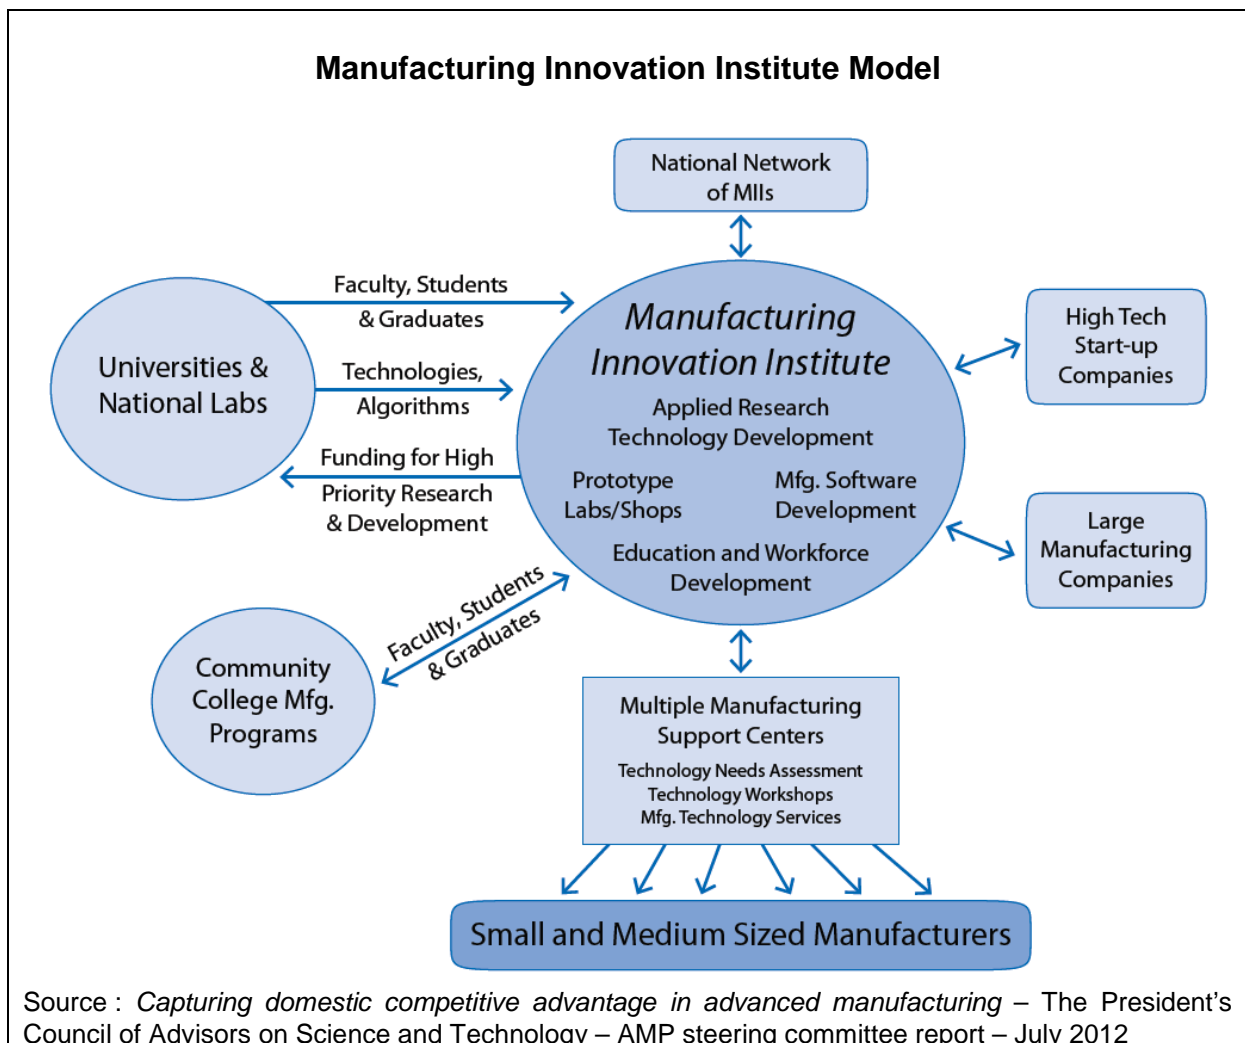 Manufacturing Innovation Institute Model
National Network
of MIIs
Faculty, Students
& Graduates
Universities &
National Labs
Technologies,
Algorithms
Funding for High
Priority Research
& Development
Manufacturing
Innovation Institute
Applied Research
Technology Development
Prototype
Labs/Shops
Mfg. Software
Development
Education and Workforce
Development
High Tech
Start-up
Companies
Large
Manufacturing
Companies
Faculty, Students
& Graduates
Community
College Mfg.
Programs
Multiple Manufacturing
Support Centers
Technology Needs Assessment
Technology Workshops
Mfg. Technology Services
Small and Medium Sized Manufacturers
Source : Capturing domestic competitive advantage in advanced manufacturing – The President’s
Council of Advisors on Science and Technology – AMP steering committee report – July 2012